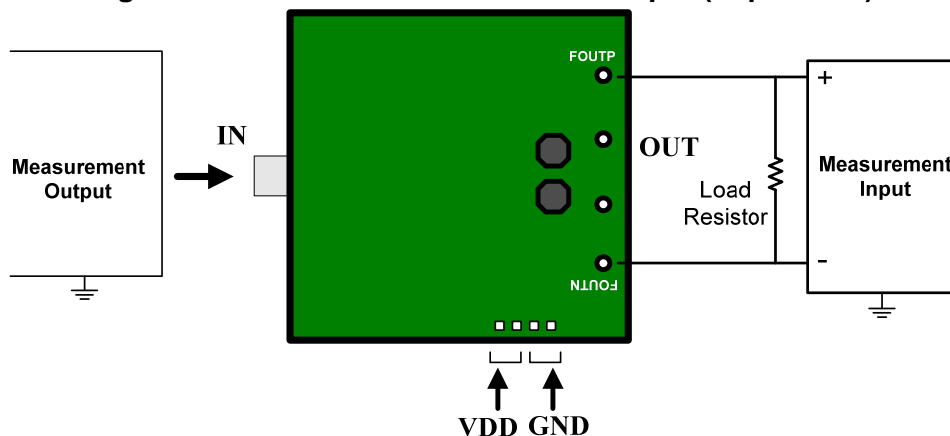 FOUTP
IN
OUT
Measurement
Output
+
Measurement
Input
Load
Resistor
-
FOUTN
VDD
GND